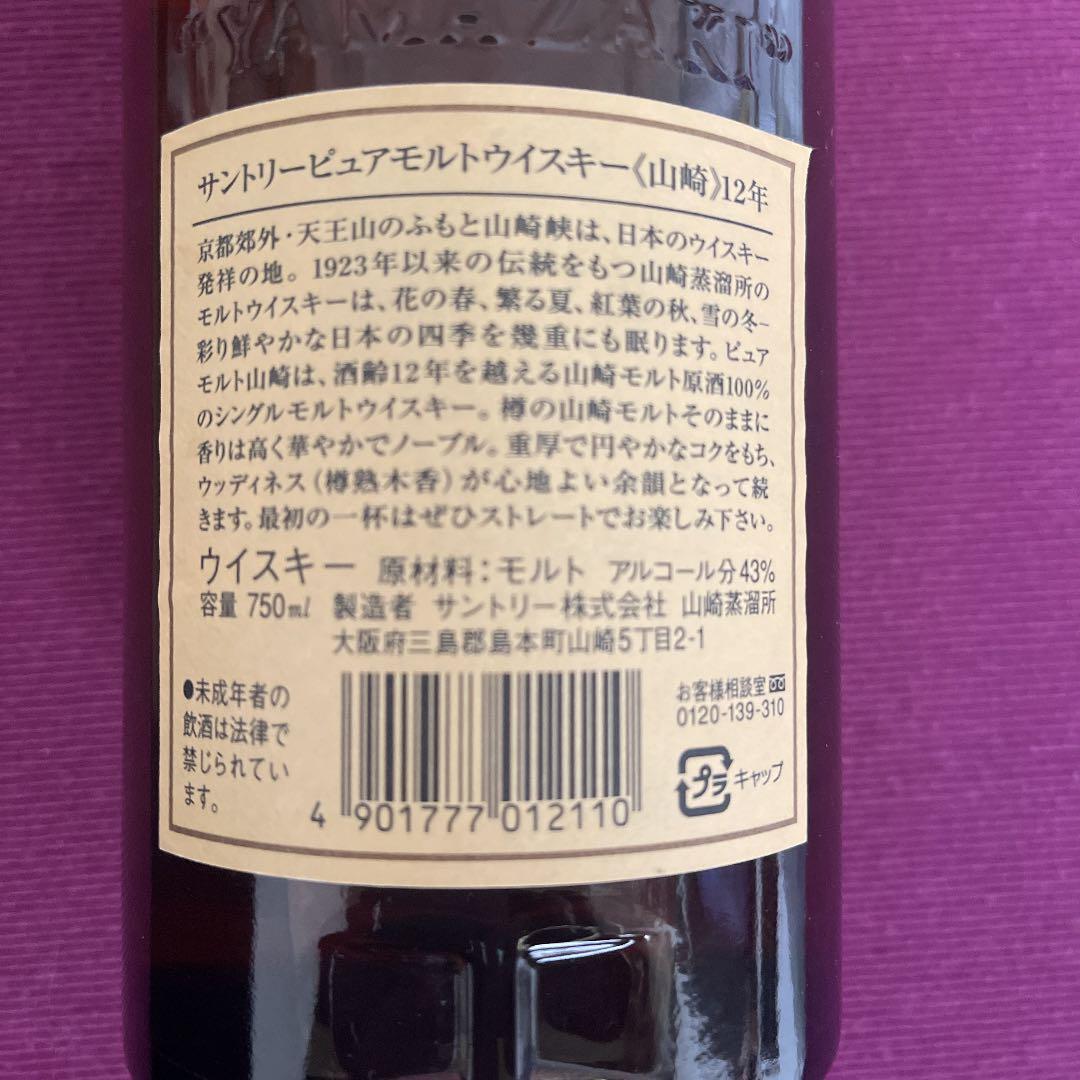 "YAMAZAKI"
サントリーピュアモルトウイスキー《山崎》12年
京都郊外・天王山のふもと山崎峡は、日本のウイスキー
発祥の地。1923年以来の伝統をもつ山崎蒸溜所の
モルトウイスキーは、花の春、繁る夏、紅葉の秋、雪の冬−
彩り鮮やかな日本の四季を幾重にも眠ります。ピュア
モルト山崎は、酒齢12年を越える山崎モルト原酒100%
のシングルモルトウイスキー。樽の山崎モルトそのままに
香りは高く華やかでノーブル。重厚で円やかなコクをもち、
ウッディネス(樽熟木香)が心地よい余韻となって続
きます。最初の一杯はぜひストレートでお楽しみ下さい。
ウイスキー 原材料:モルト アルコール分43%
容量 750ml 製造者 サントリー株式会社 山崎蒸溜所
大阪府三島郡島本町山崎5丁目2-1
●未成年者の
飲酒は法律で
禁じられてい
ます。
4 901777 012110
お客様相談室
0120-139-310
プラ キャップ